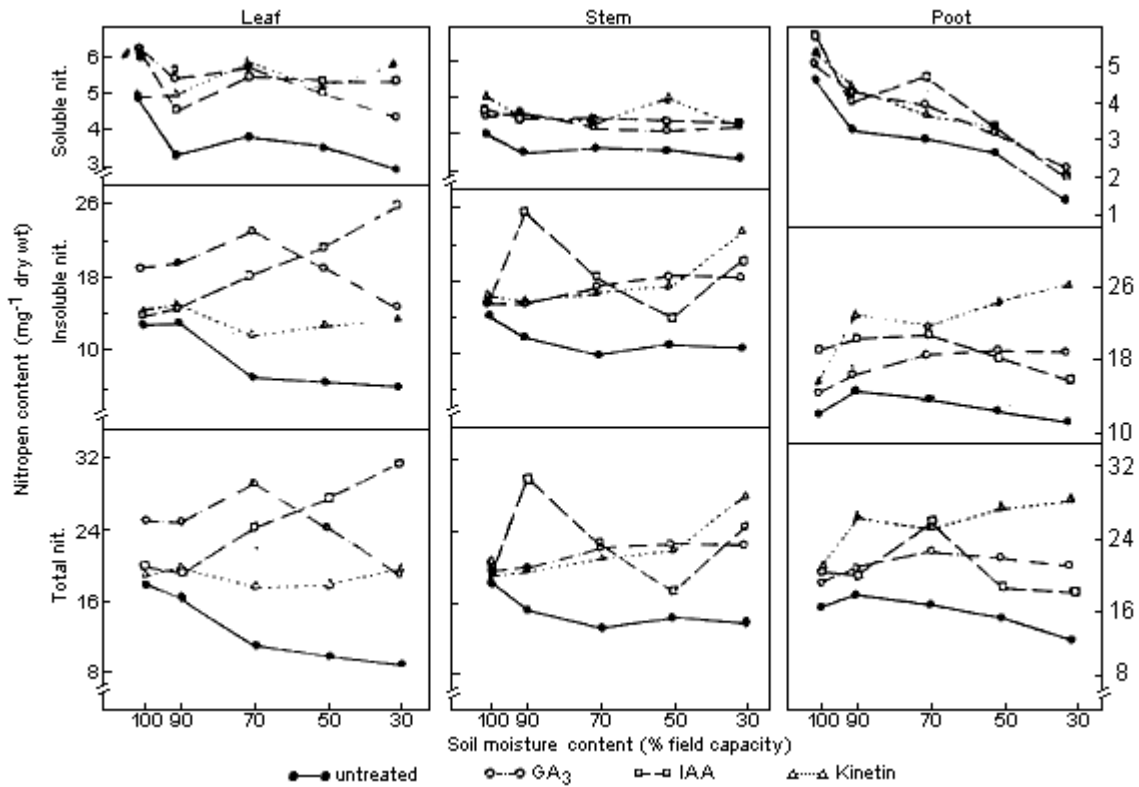 Leaf Stem Poot
Soluble nit.
6
5
4
3
5
4
3
2
1
Nitropen content (mg-1 dry wt)
Insoluble nit.
26
18
10
26
18
10
Total nit.
32
24
16
8
32
24
16
8
100 90 70 50 30 100 90 70 50 30 100 90 70 50 30
Soil moisture content (% field capacity)
untreated GA3 IAA Kinetin